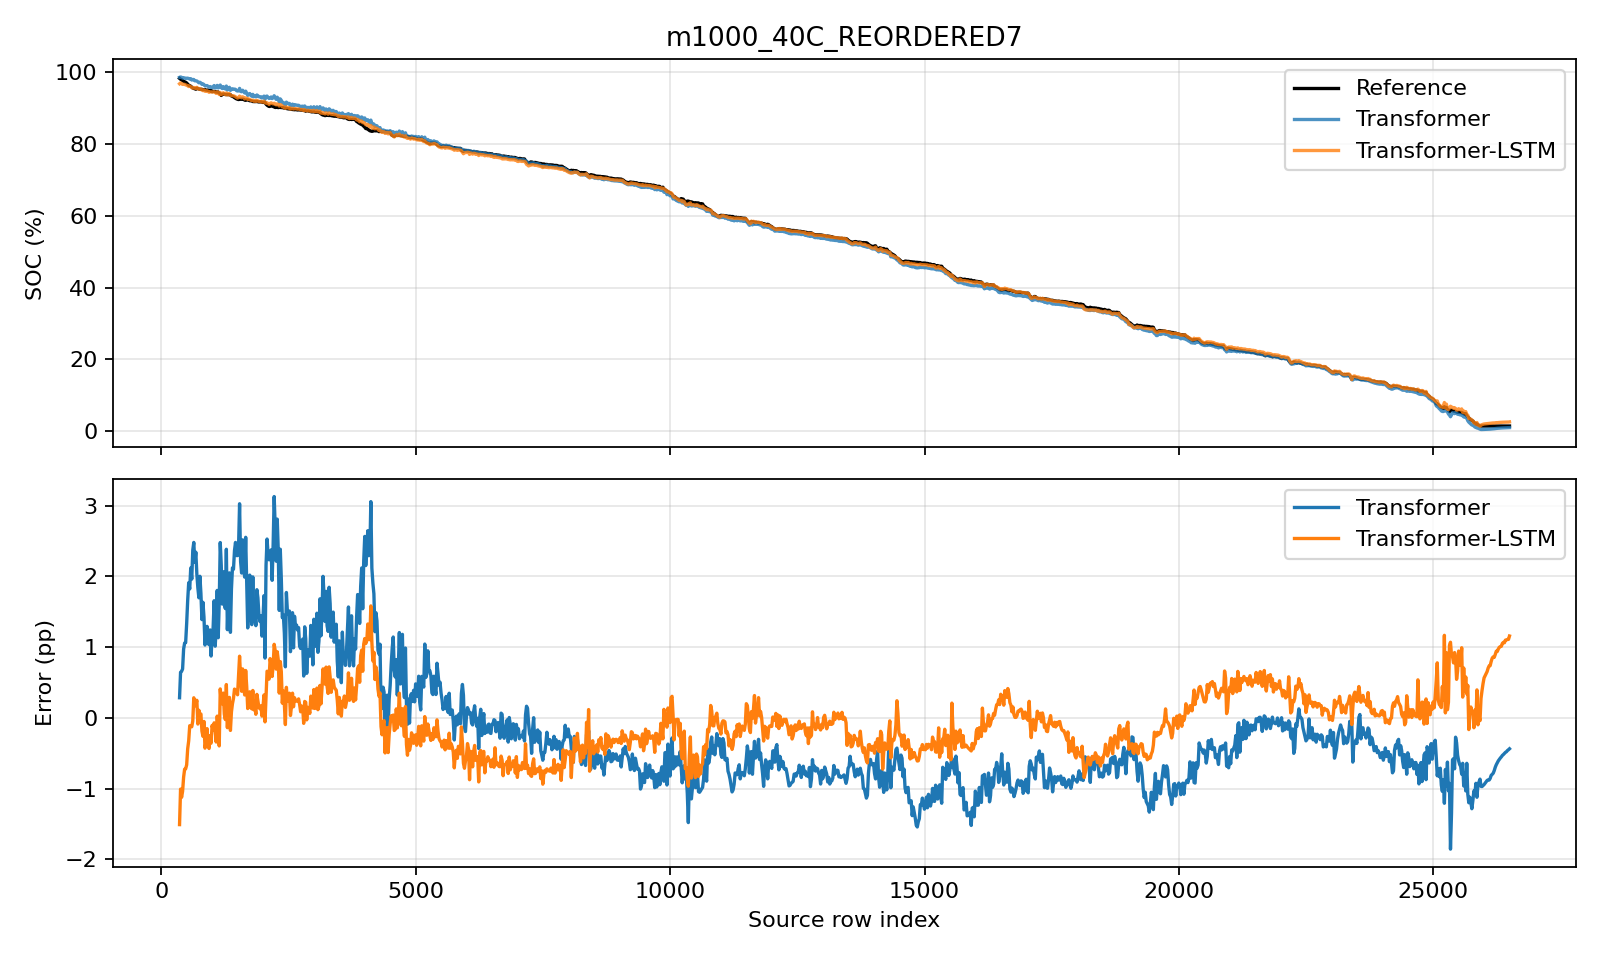 m1000_40C_REORDERED7
100
80
60
40
20
0
SOC (%)
Reference
Transformer
Transformer-LSTM
3
2
1
0
−1
−2
Error (pp)
Transformer
Transformer-LSTM
0 5000 10000 15000 20000 25000
Source row index